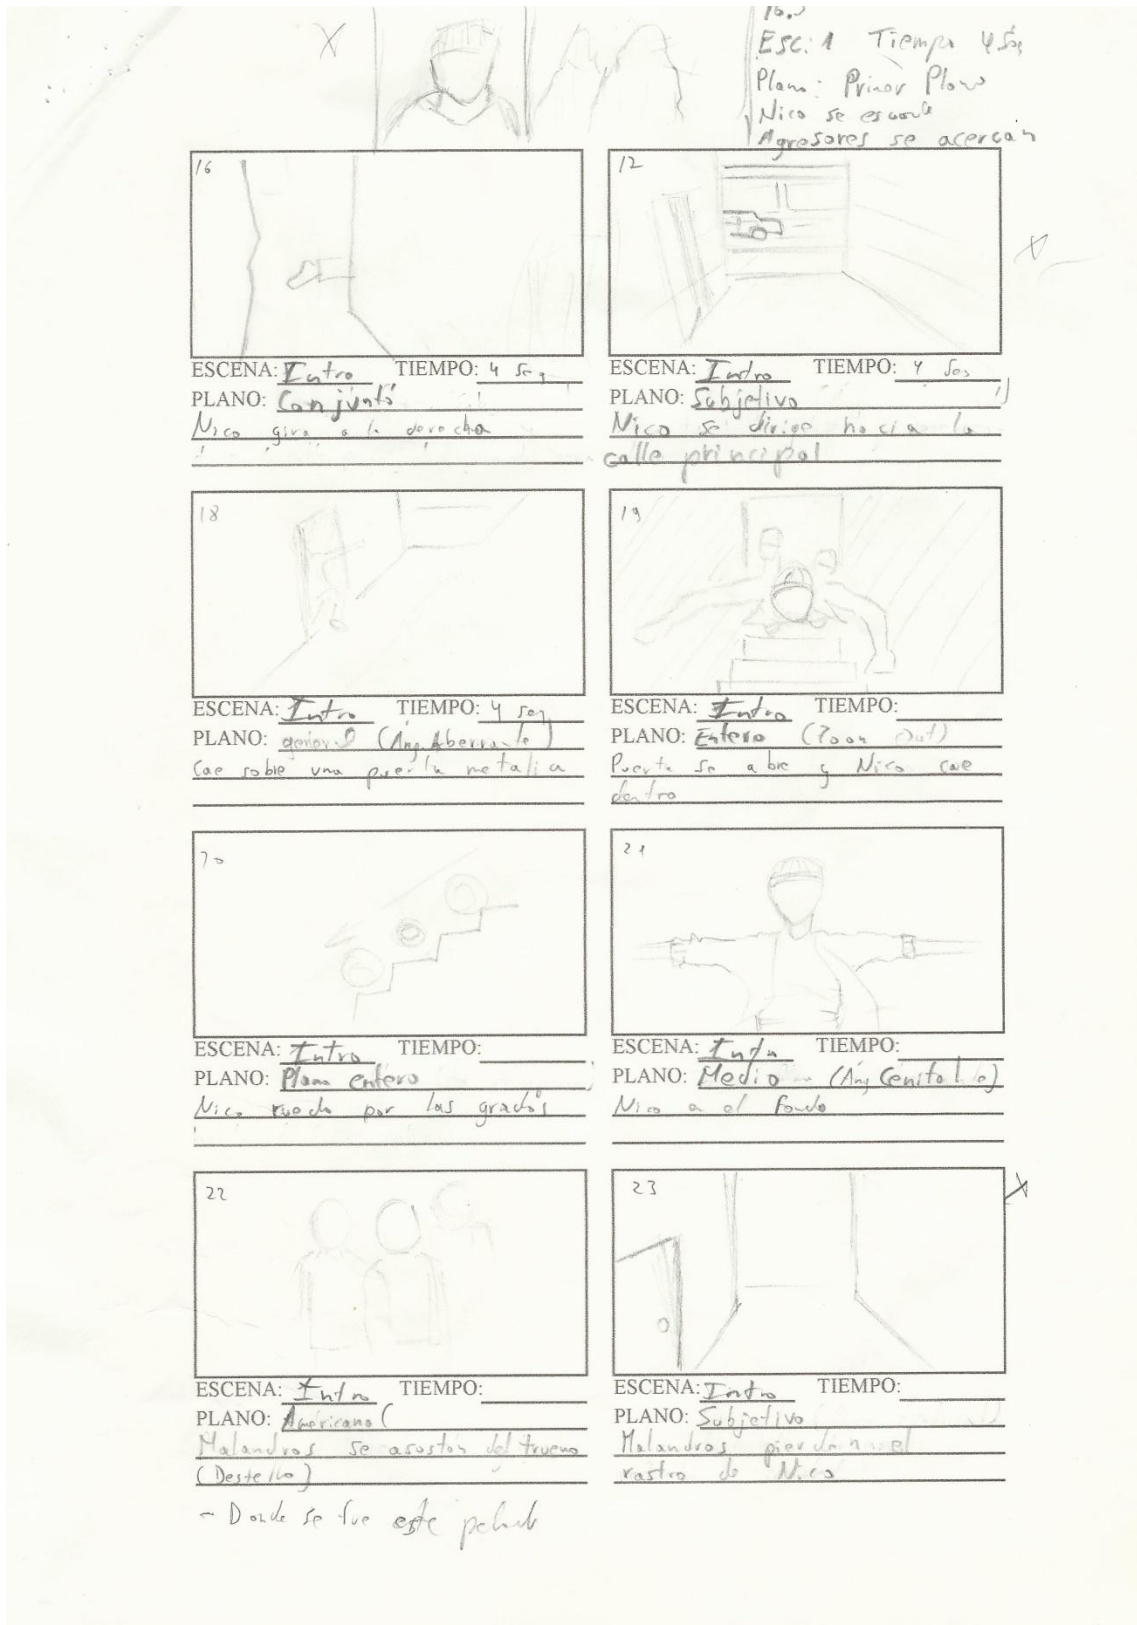 16.5
Esc: 1 Tiempo 4 Seg
Plano: Primer Plano
Nico se esconde
Agresores se acercan
16
ESCENA: Intro TIEMPO: 4 Seg
PLANO: Conjunto
Nico gira a la derecha
12
ESCENA: Intro TIEMPO: 4 Seg
PLANO: Subjetivo
Nico se dirige hacia la
calle principal
18
ESCENA: Intro TIEMPO: 4 seg
PLANO: general (Ang. Aberrante)
Cae sobre una puerta metalica
19
ESCENA: Intro TIEMPO:
PLANO: Entero (Zoom Out)
Puerta se abre y Nico cae
dentro
20
ESCENA: Intro TIEMPO:
PLANO: Plano entero
Nico rueda por las gradas
21
ESCENA: Intro TIEMPO:
PLANO: Medio (Ang Cenital)
Nico a el fondo
22
ESCENA: Intro TIEMPO:
PLANO: Américano (
Malandros se asustan del trueno
(Destello)
- Donde se fue este
23
ESCENA: Intro TIEMPO:
PLANO: Subjetivo
Malandros pierden el
rastro de Nico